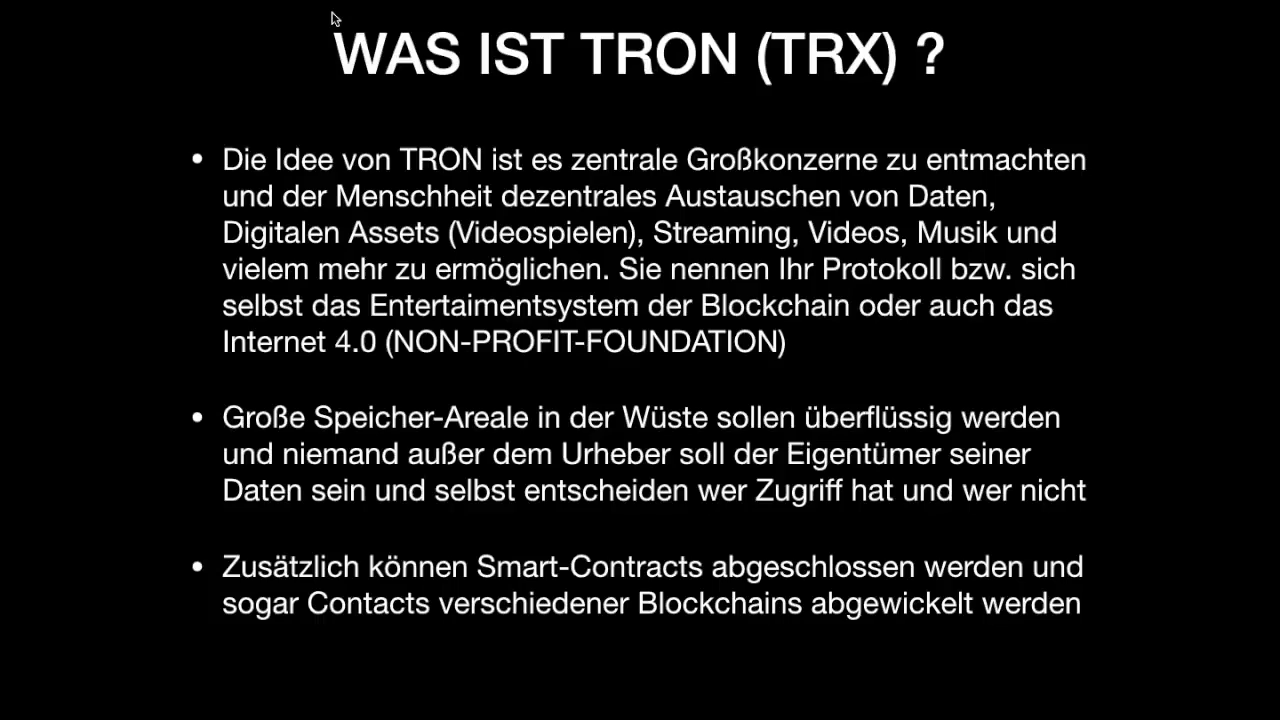 WAS IST TRON (TRX) ?
• Die Idee von TRON ist es zentrale Großkonzerne zu entmachten
und der Menschheit dezentrales Austauschen von Daten,
Digitalen Assets (Videospielen), Streaming, Videos, Musik und
vielem mehr zu ermöglichen. Sie nennen Ihr Protokoll bzw. sich
selbst das Entertaimentsystem der Blockchain oder auch das
Internet 4.0 (NON-PROFIT-FOUNDATION)
• Große Speicher-Areale in der Wüste sollen überflüssig werden
und niemand außer dem Urheber soll der Eigentümer seiner
Daten sein und selbst entscheiden wer Zugriff hat und wer nicht
• Zusätzlich können Smart-Contracts abgeschlossen werden und
sogar Contacts verschiedener Blockchains abgewickelt werden